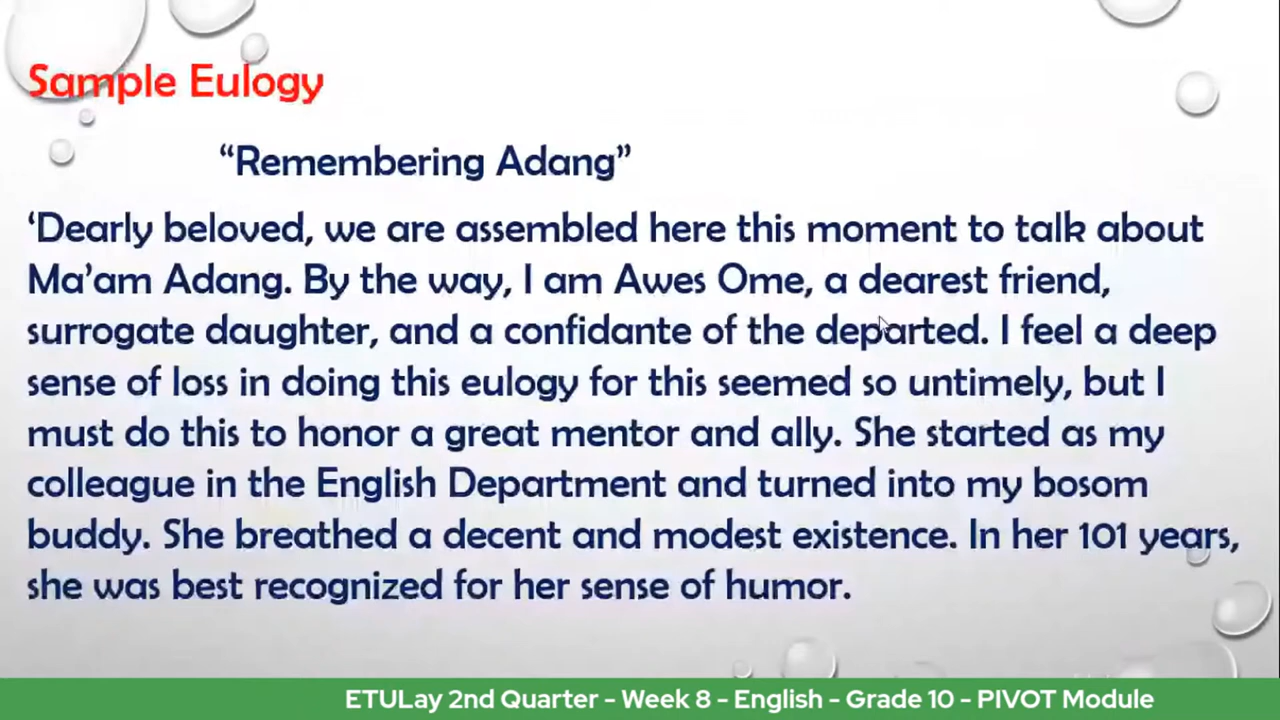 Sample Eulogy
“Remembering Adang”
‘Dearly beloved, we are assembled here this moment to talk about
Ma’am Adang. By the way, I am Awes Ome, a dearest friend,
surrogate daughter, and a confidante of the departed. I feel a deep
sense of loss in doing this eulogy for this seemed so untimely, but I
must do this to honor a great mentor and ally. She started as my
colleague in the English Department and turned into my bosom
buddy. She breathed a decent and modest existence. In her 101 years,
she was best recognized for her sense of humor.
ETULay 2nd Quarter - Week 8 - English - Grade 10 - PIVOT Module